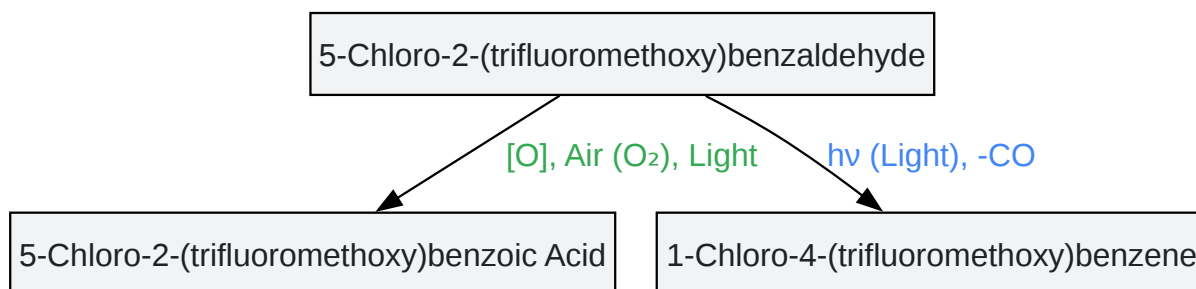 5-Chloro-2-(trifluoromethoxy)benzaldehyde
[O], Air (O₂), Light
hν (Light), -CO
5-Chloro-2-(trifluoromethoxy)benzoic Acid
1-Chloro-4-(trifluoromethoxy)benzene